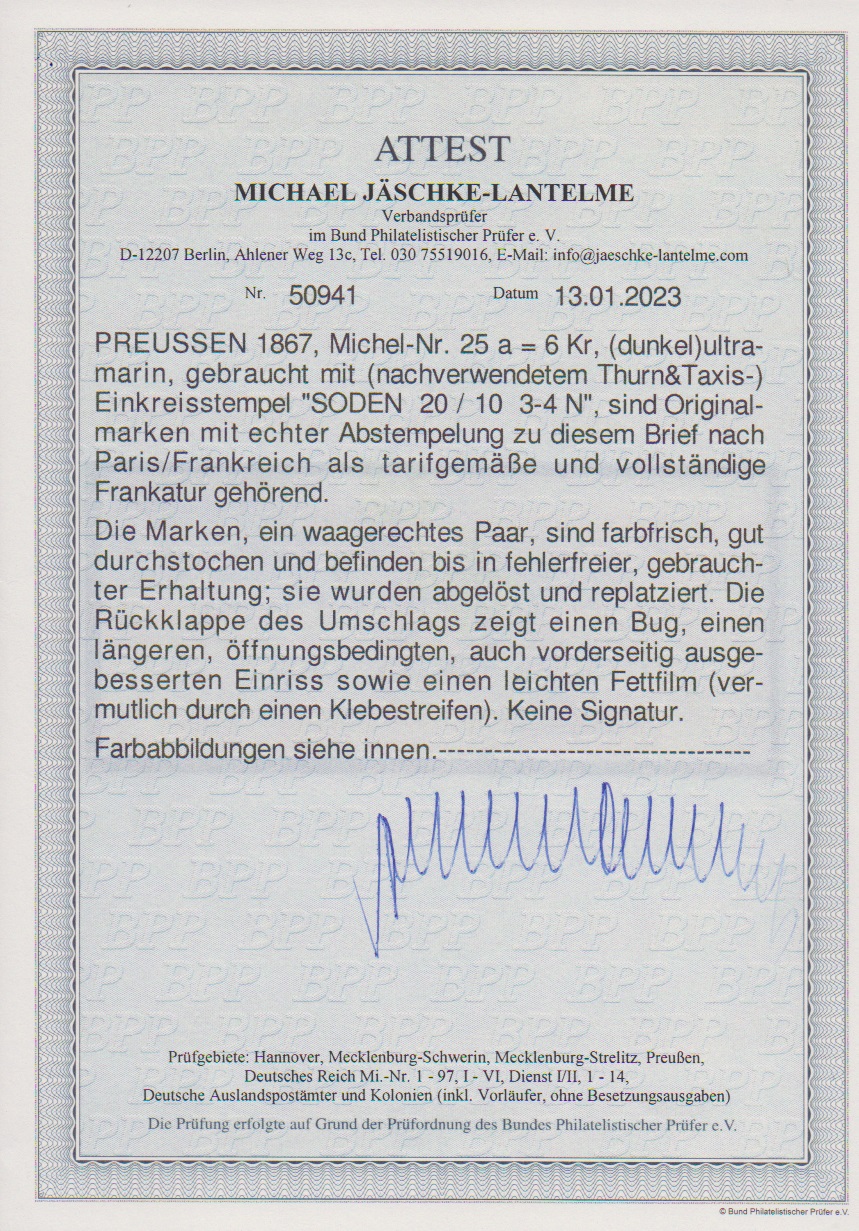 ATTEST
MICHAEL JÄSCHKE-LANTELME
Verbandsprüfer
im Bund Philatelistischer Prüfer e. V.
D-12207 Berlin, Ahlener Weg 13c, Tel. 030 75519016, E-Mail: info@jaeschke-lantelme.com
Nr. 50941 Datum 13.01.2023
PREUSSEN 1867, Michel-Nr. 25 a = 6 Kr, (dunkel)ultra-
marin, gebraucht mit (nachverwendetem Thurn&Taxis-)
Einkreisstempel "SODEN 20 / 10 3-4 N", sind Original-
marken mit echter Abstempelung zu diesem Brief nach
Paris/Frankreich als tarifgemäße und vollständige
Frankatur gehörend.
Die Marken, ein waagerechtes Paar, sind farbfrisch, gut
durchstochen und befinden bis in fehlerfreier, gebrauch-
ter Erhaltung; sie wurden abgelöst und replatziert. Die
Rückklappe des Umschlags zeigt einen Bug, einen
längeren, öffnungsbedingten, auch vorderseitig ausge-
besserten Einriss sowie einen leichten Fettfilm (ver-
mutlich durch einen Klebestreifen). Keine Signatur.
Farbabbildungen siehe innen.-----------------------------------
Prüfgebiete: Hannover, Mecklenburg-Schwerin, Mecklenburg-Strelitz, Preußen,
Deutsches Reich Mi.-Nr. 1 - 97, I - VI, Dienst I/II, 1 - 14,
Deutsche Auslandspostämter und Kolonien (inkl. Vorläufer, ohne Besetzungsausgaben)
Die Prüfung erfolgte auf Grund der Prüfordnung des Bundes Philatelistischer Prüfer e.V.
© Bund Philatelistischer Prüfer e.V.